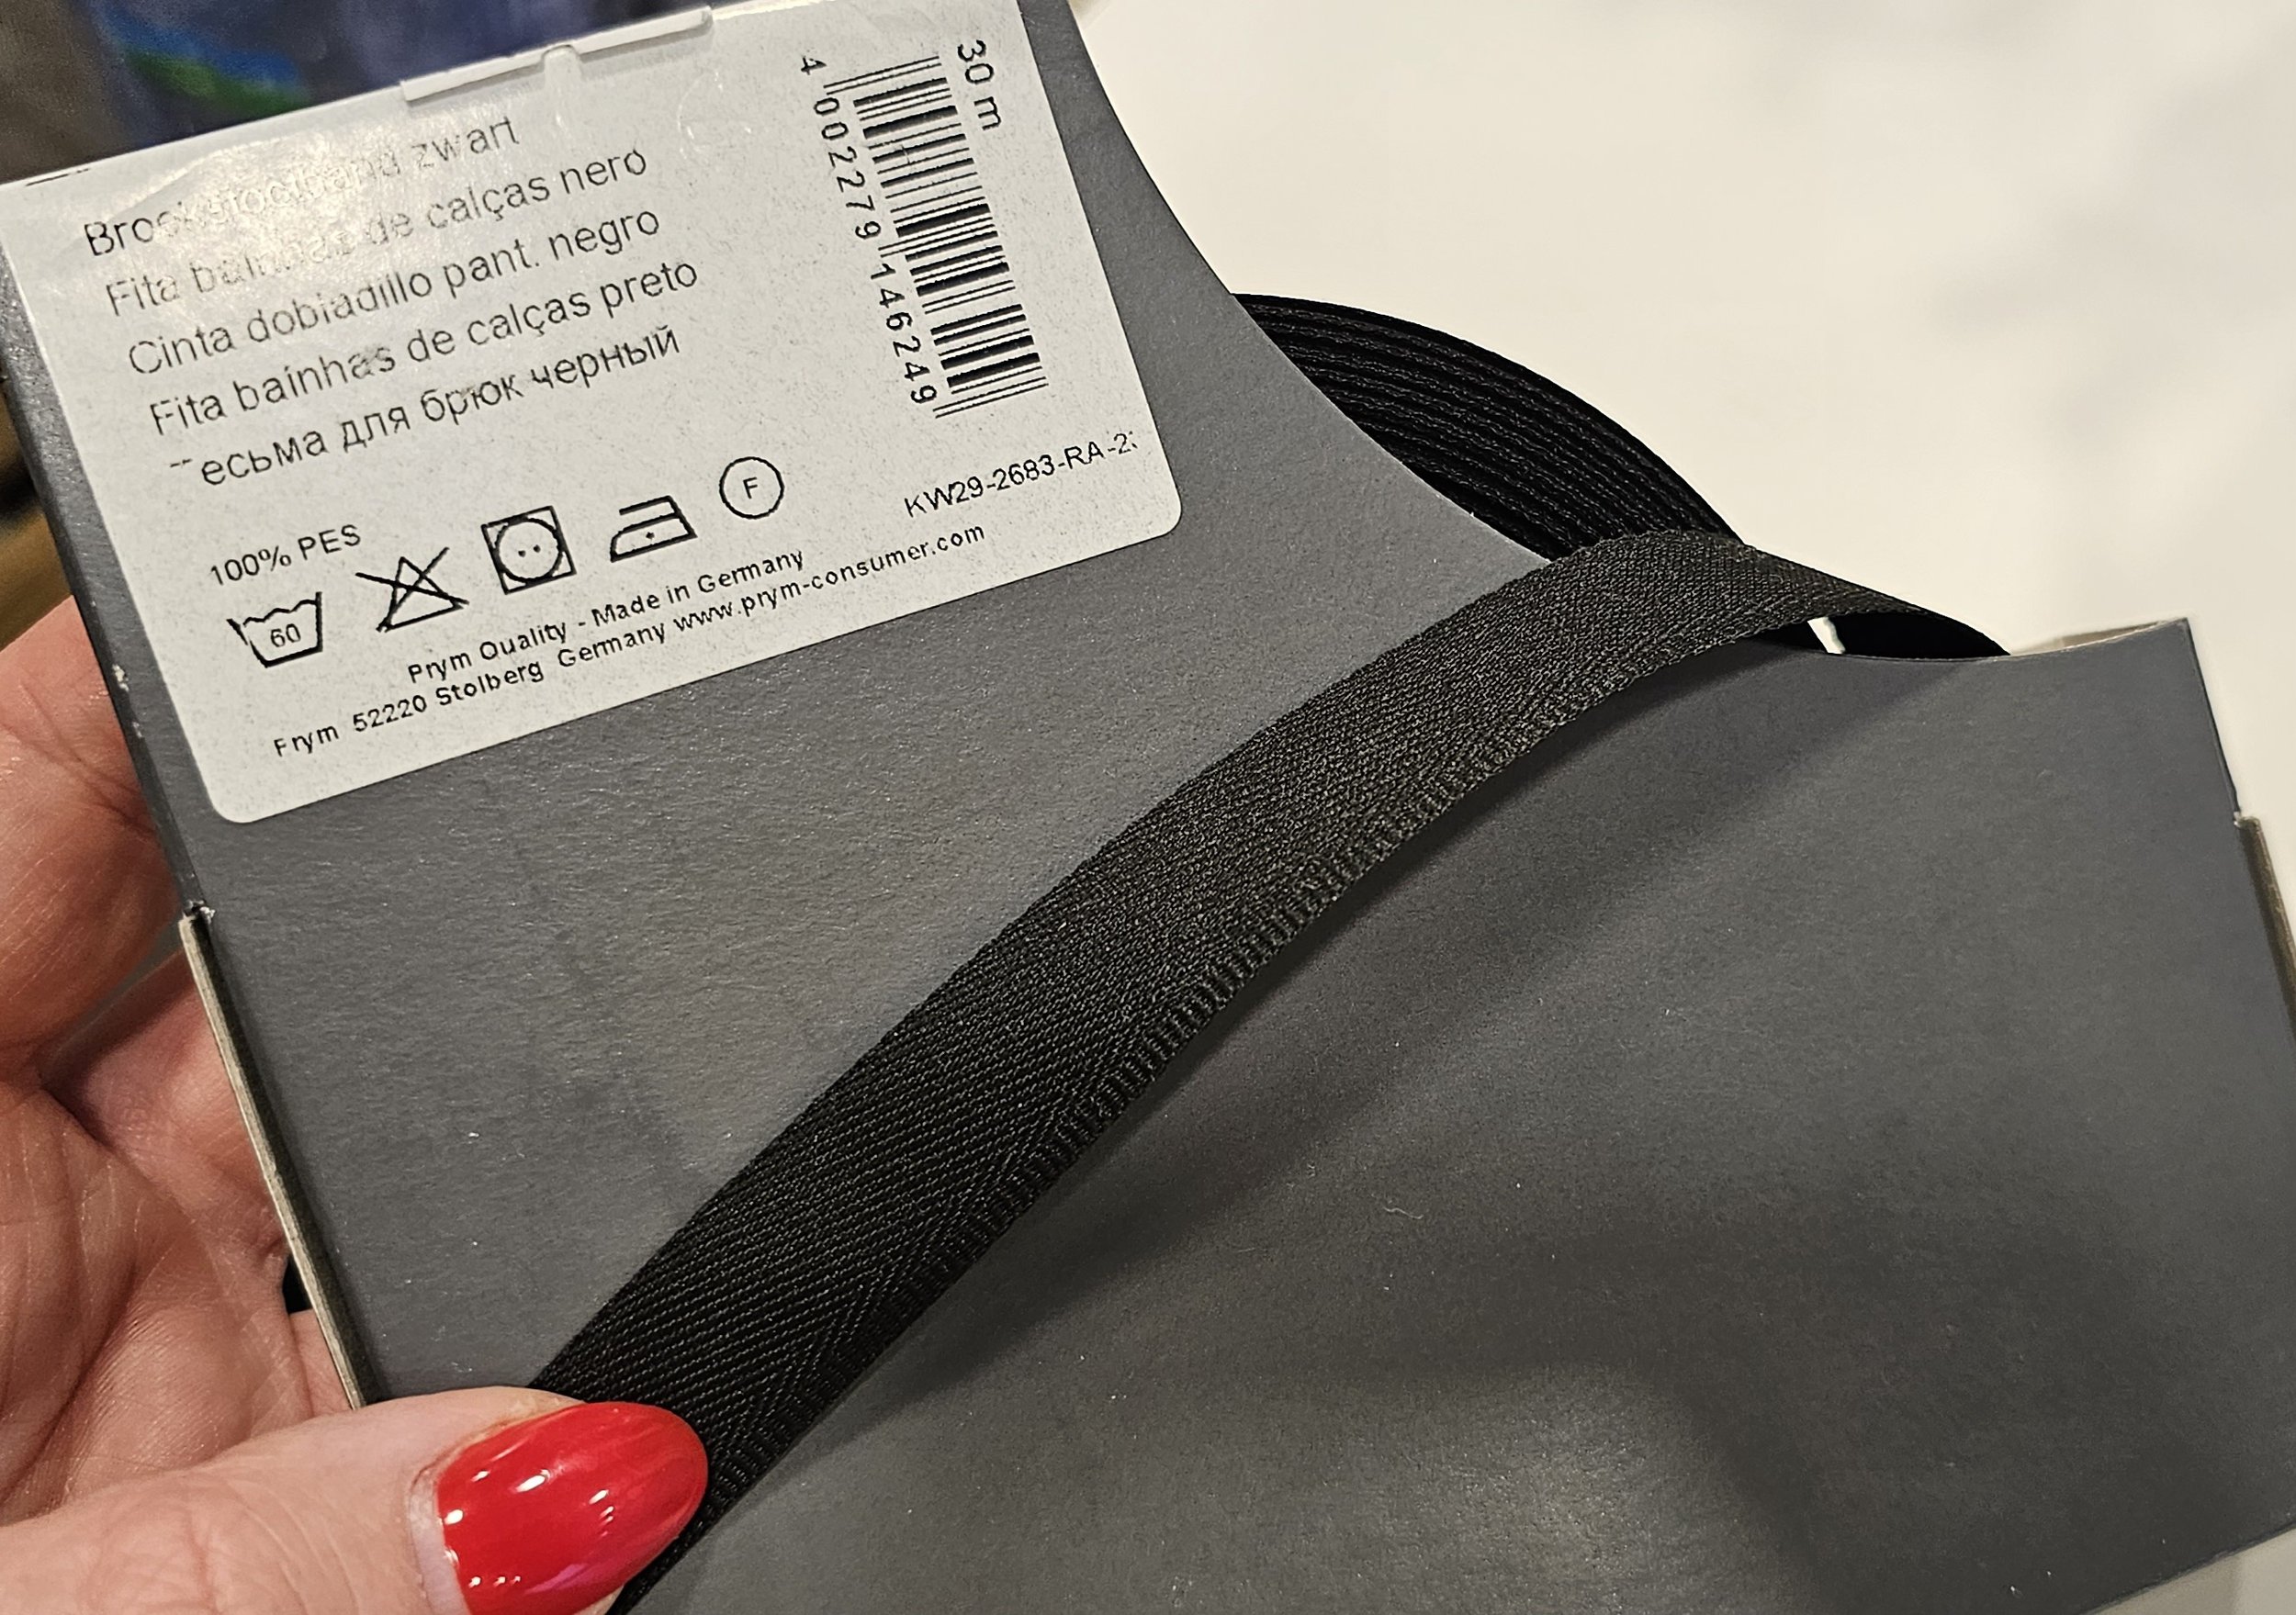 zwart
Fita bainhas de calças nero
Cinta dobladillo pant. negro
Fita bainhas de calças preto
Тесьма для брюк черный
30 m
4 002279 146249
100% PES
60
F
KW29-2683-RA-2
Prym Quality - Made in Germany
Prym 52220 Stolberg Germany www.prym-consumer.com